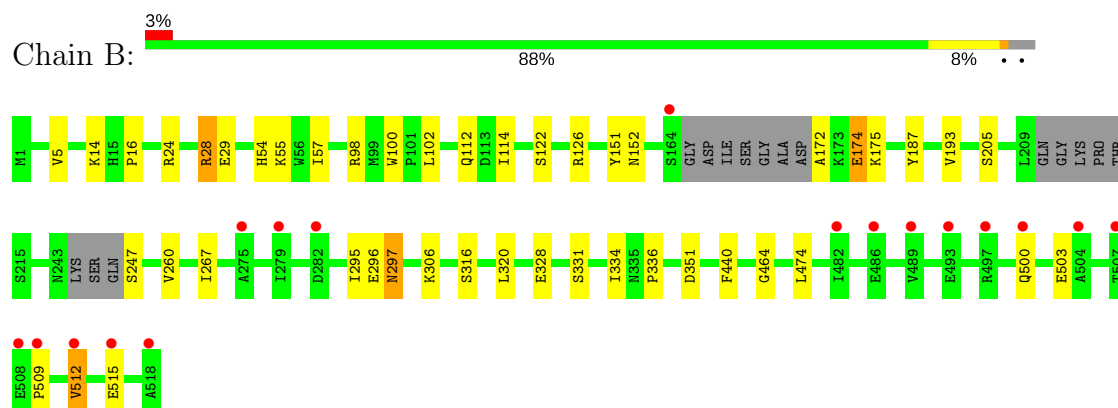 3%
Chain B:
88% 8% • •
M1 V5 K14 H15 P16 R24 R28 E29 H54 K55 W56 I57 R98 M99 W100 P101 L102 Q112 D113 I114 S122 R126 Y151 N152 S164 GLY ASP ILE SER GLY ALA ASP A172 K173 E174 K175 Y187 V193 S205 L209 GLN GLY LYS PRO
S215 N243 LYS SER GLN S247 V260 I267 A275 I279 D282 I295 E296 N297 K306 S316 L320 E328 S331 I334 N335 P336 D351 F440 G464 L474 I482 E486 V489 E493 R497 Q500 E503 A504 T507
E508 P509 V512 E515 A518